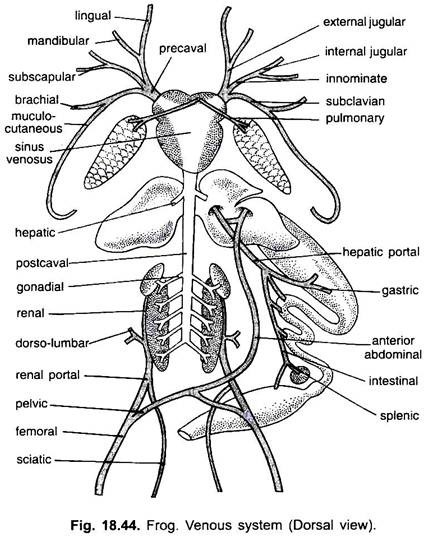 lingual
mandibular
subscapular
brachial
muculo-
cutaneous
sinus
venosus
precaval
external jugular
internal jugular
innominate
subclavian
pulmonary
hepatic
postcaval
gonadial
renal
dorso-lumbar
renal portal
pelvic
femoral
sciatic
hepatic portal
gastric
anterior
abdominal
intestinal
splenic
Fig. 18.44. Frog. Venous system (Dorsal view).